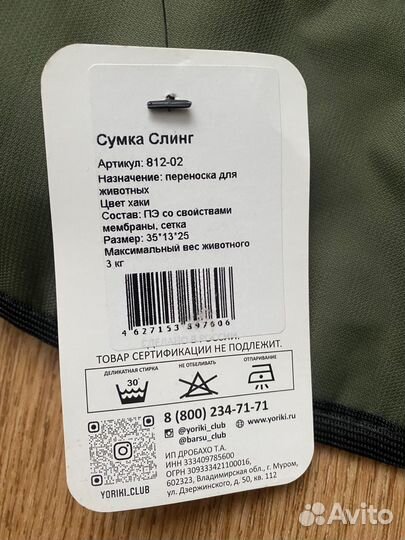 Сумка Слинг
Артикул: 812-02
Назначение: переноска для
животных
Цвет хаки
Состав: ПЭ со свойствами
мембраны, сетка
Размер: 35*13*25
Максимальный вес животного
3 кг
4 627153 897606
СДЕЛАНО В РОССИИ.
ТОВАР СЕРТИФИКАЦИИ НЕ ПОДЛЕЖИТ.
ДЕЛИКАТНАЯ СТИРКА НЕ ОТБЕЛИВАТЬ ОТПАРИВАНИЕ
30°
8 (800) 234-71-71
@yoriki_club www.yoriki.ru
@barsu_club
ИП ДРОБАХО Т.А.
ИНН 333409785600
ОГРН 309333421100016,
602323, Владимирская обл., г. Муром,
ул. Дзержинского, д. 50, кв. 112
YORIKI.CLUB
Avito